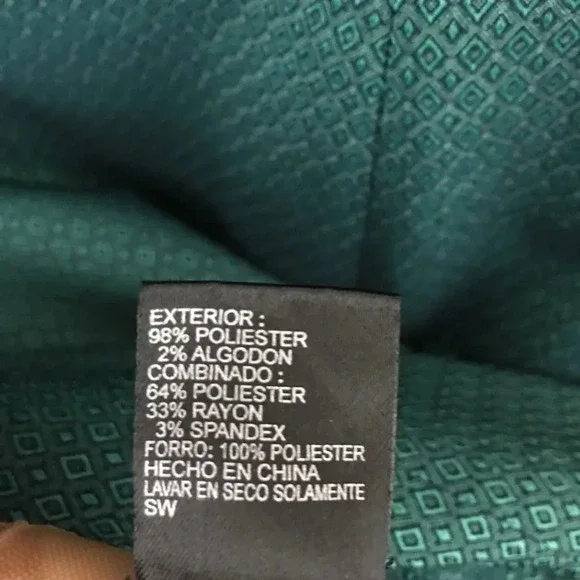 EXTERIOR :
98% POLIESTER
2% ALGODON
COMBINADO :
64% POLIESTER
33% RAYON
3% SPANDEX
FORRO: 100% POLIESTER
HECHO EN CHINA
LAVAR EN SECO SOLAMENTE
SW